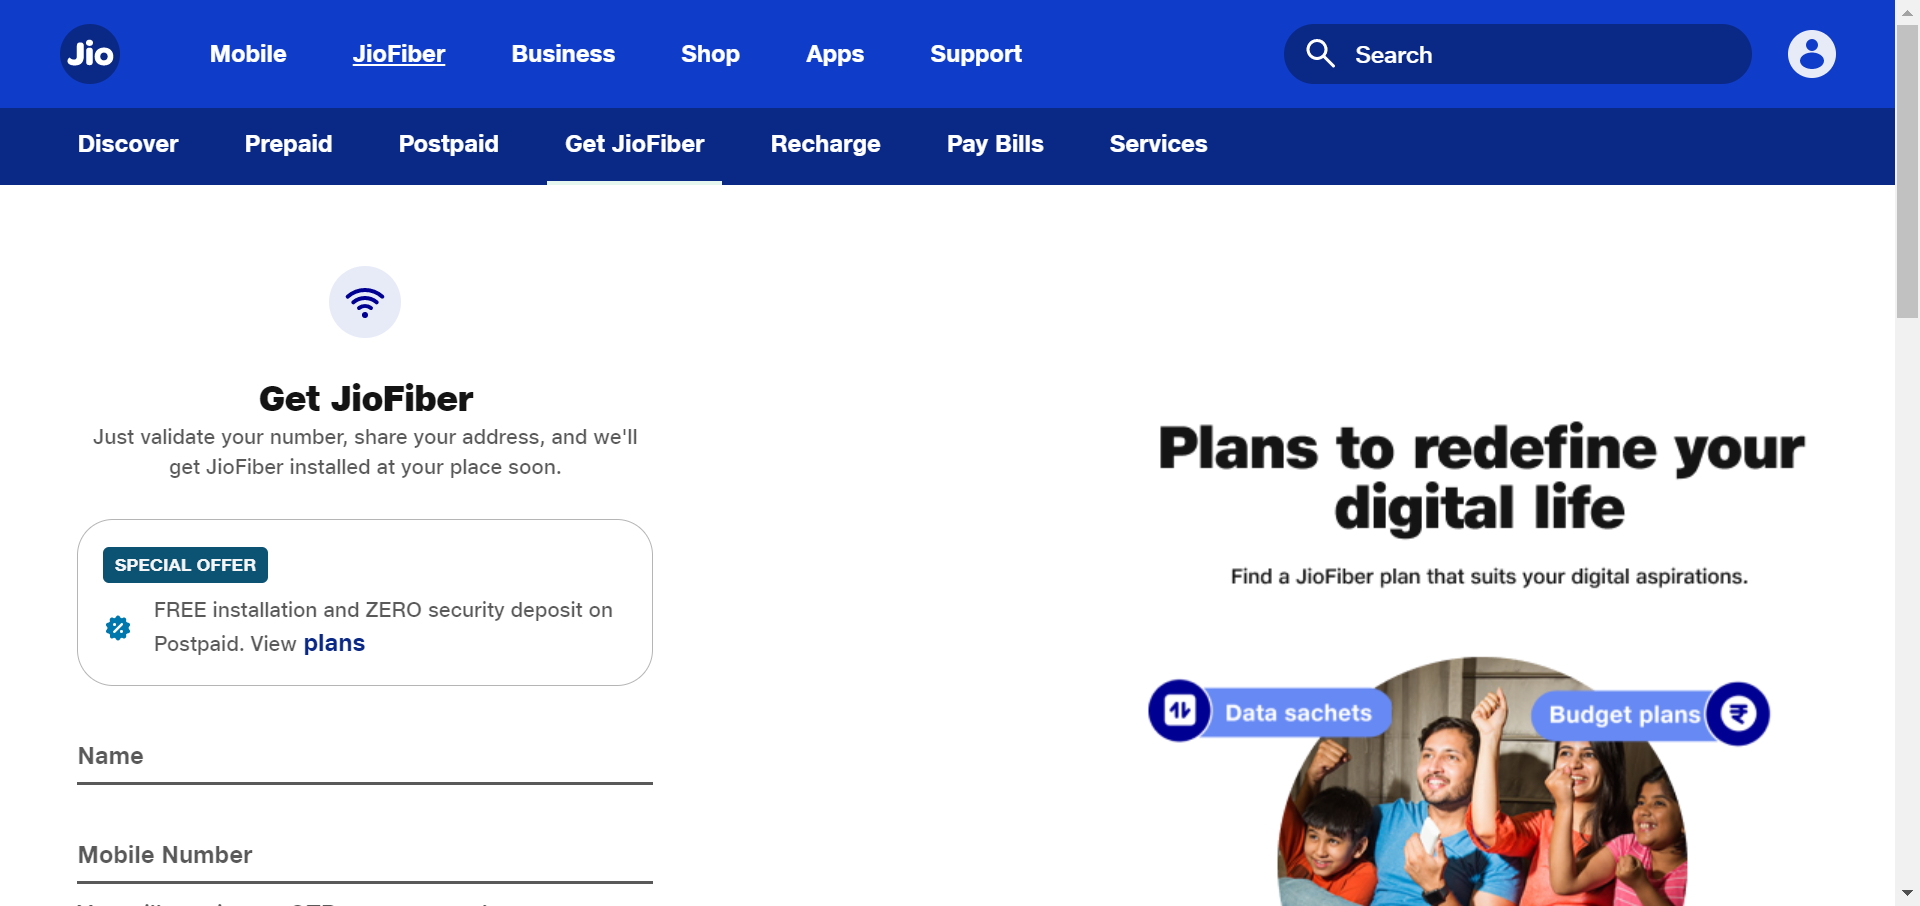 Jio
Mobile
JioFiber
Business
Shop
Apps
Support
Search
Discover
Prepaid
Postpaid
Get JioFiber
Recharge
Pay Bills
Services
Get JioFiber
Just validate your number, share your address, and we'll
get JioFiber installed at your place soon.
SPECIAL OFFER
FREE installation and ZERO security deposit on
Postpaid. View plans
Name
Mobile Number
Plans to redefine your
digital life
Find a JioFiber plan that suits your digital aspirations.
Data sachets
Budget plans
₹